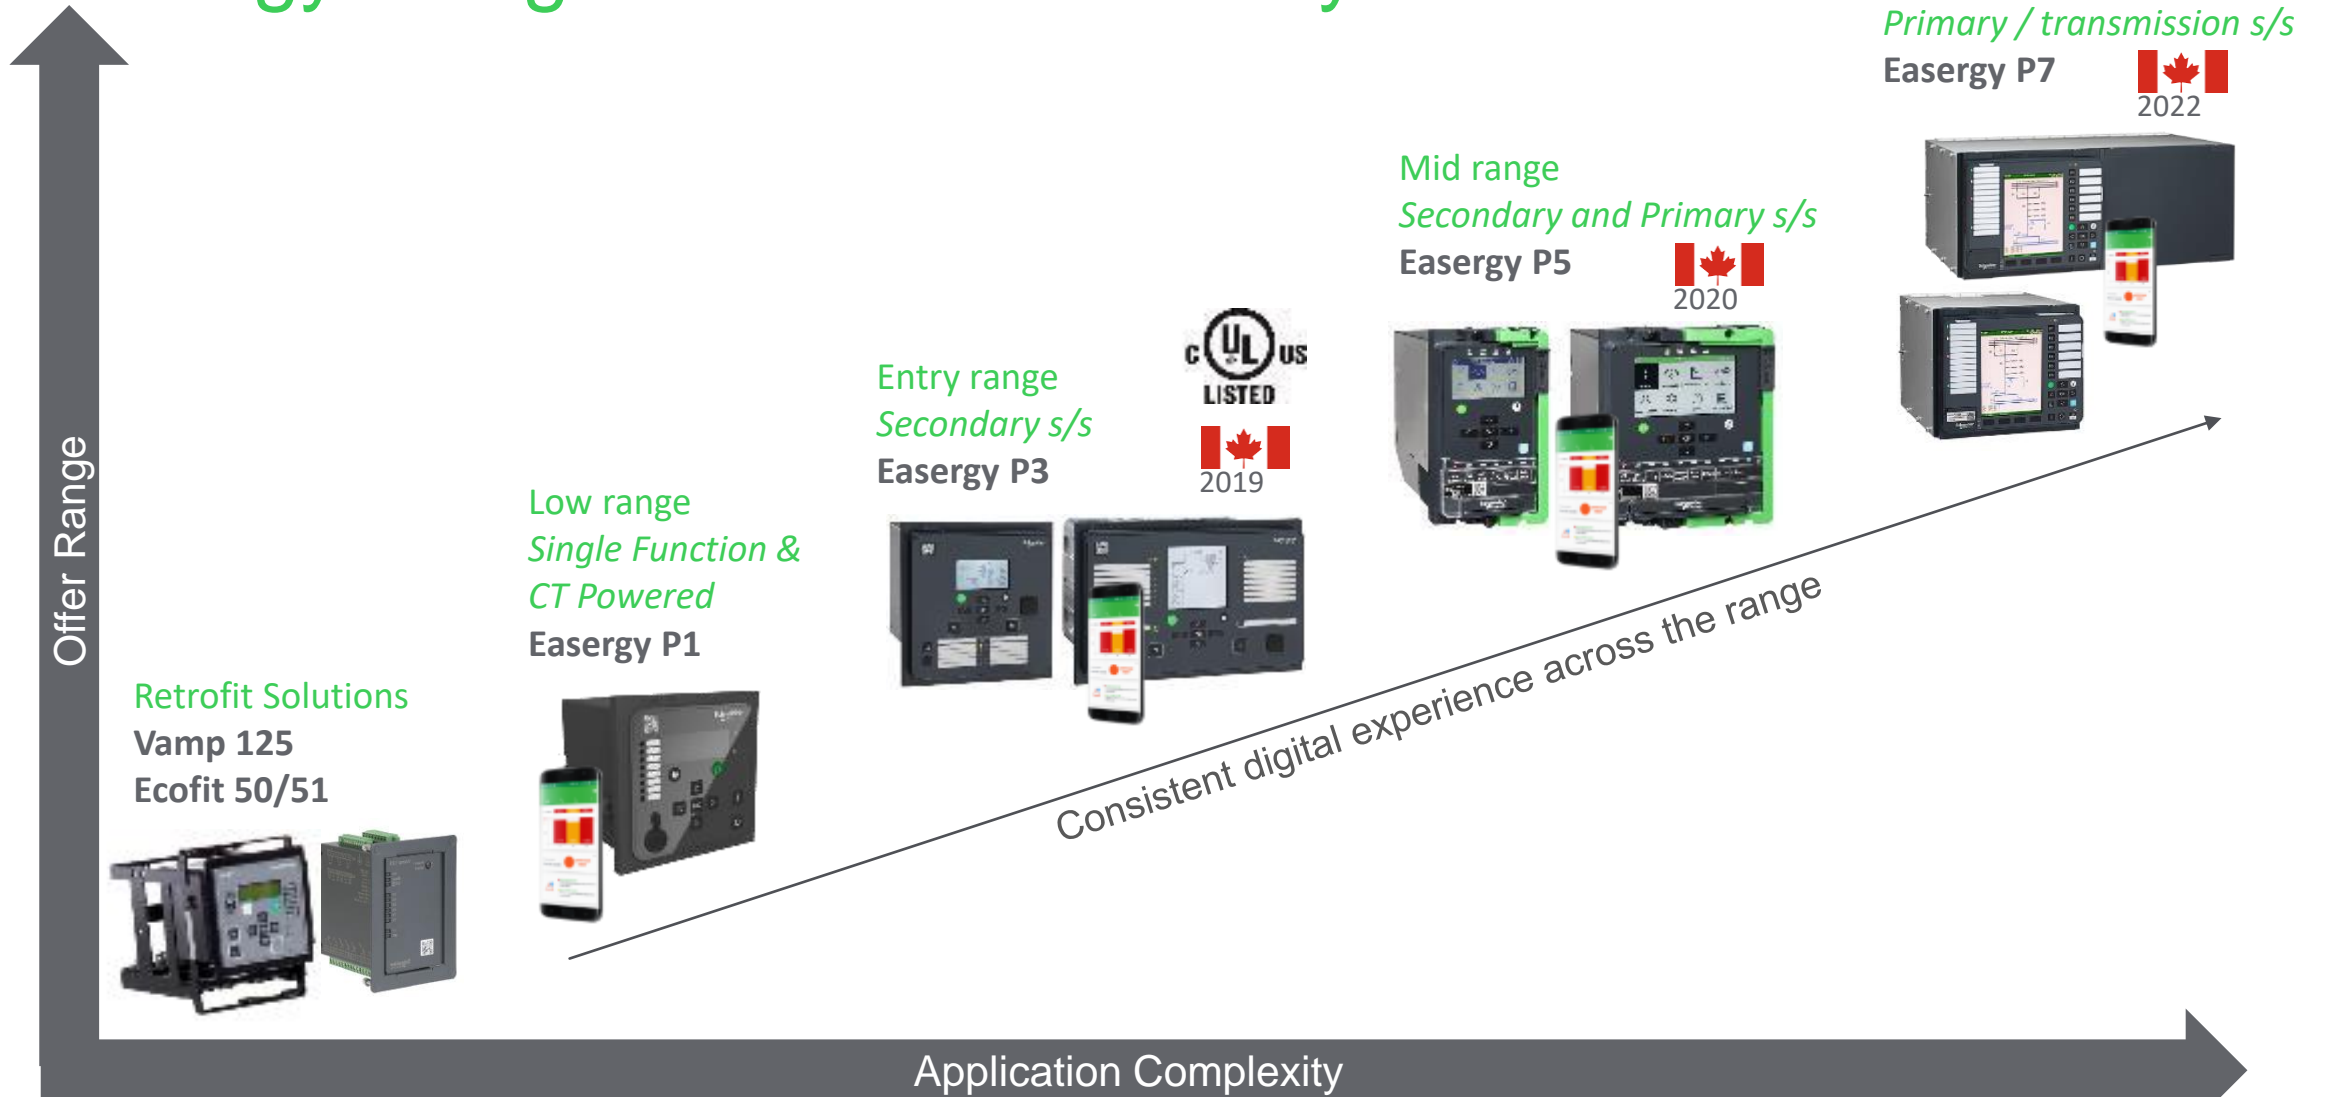 Primary / transmission s/s
Easergy P7
2022
Mid range
Secondary and Primary s/s
Easergy P5
2020
C UL US
LISTED
Entry range
Secondary s/s
Easergy P3
2019
Low range
Single Function &
CT Powered
Easergy P1
Retrofit Solutions
Vamp 125
Ecofit 50/51
Offer Range
Consistent digital experience across the range
Application Complexity